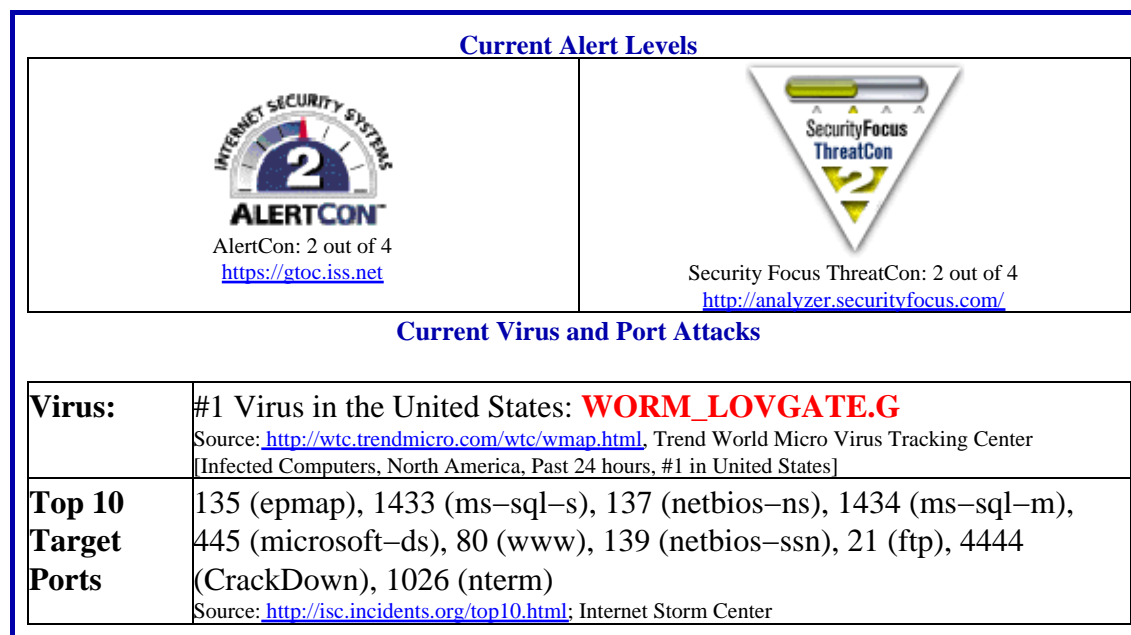 Current Alert Levels
INTERNET SECURITY SYSTEMS
2
ALERTCON™
AlertCon: 2 out of 4
https://gtoc.iss.net
SecurityFocus
ThreatCon
2
Security Focus ThreatCon: 2 out of 4
http://analyzer.securityfocus.com/
Current Virus and Port Attacks
Virus:
#1 Virus in the United States: WORM_LOVGATE.G
Source: http://wtc.trendmicro.com/wtc/wmap.html, Trend World Micro Virus Tracking Center
[Infected Computers, North America, Past 24 hours, #1 in United States]
Top 10
Target
Ports
135 (epmap), 1433 (ms−sql−s), 137 (netbios−ns), 1434 (ms−sql−m),
445 (microsoft−ds), 80 (www), 139 (netbios−ssn), 21 (ftp), 4444
(CrackDown), 1026 (nterm)
Source: http://isc.incidents.org/top10.html; Internet Storm Center